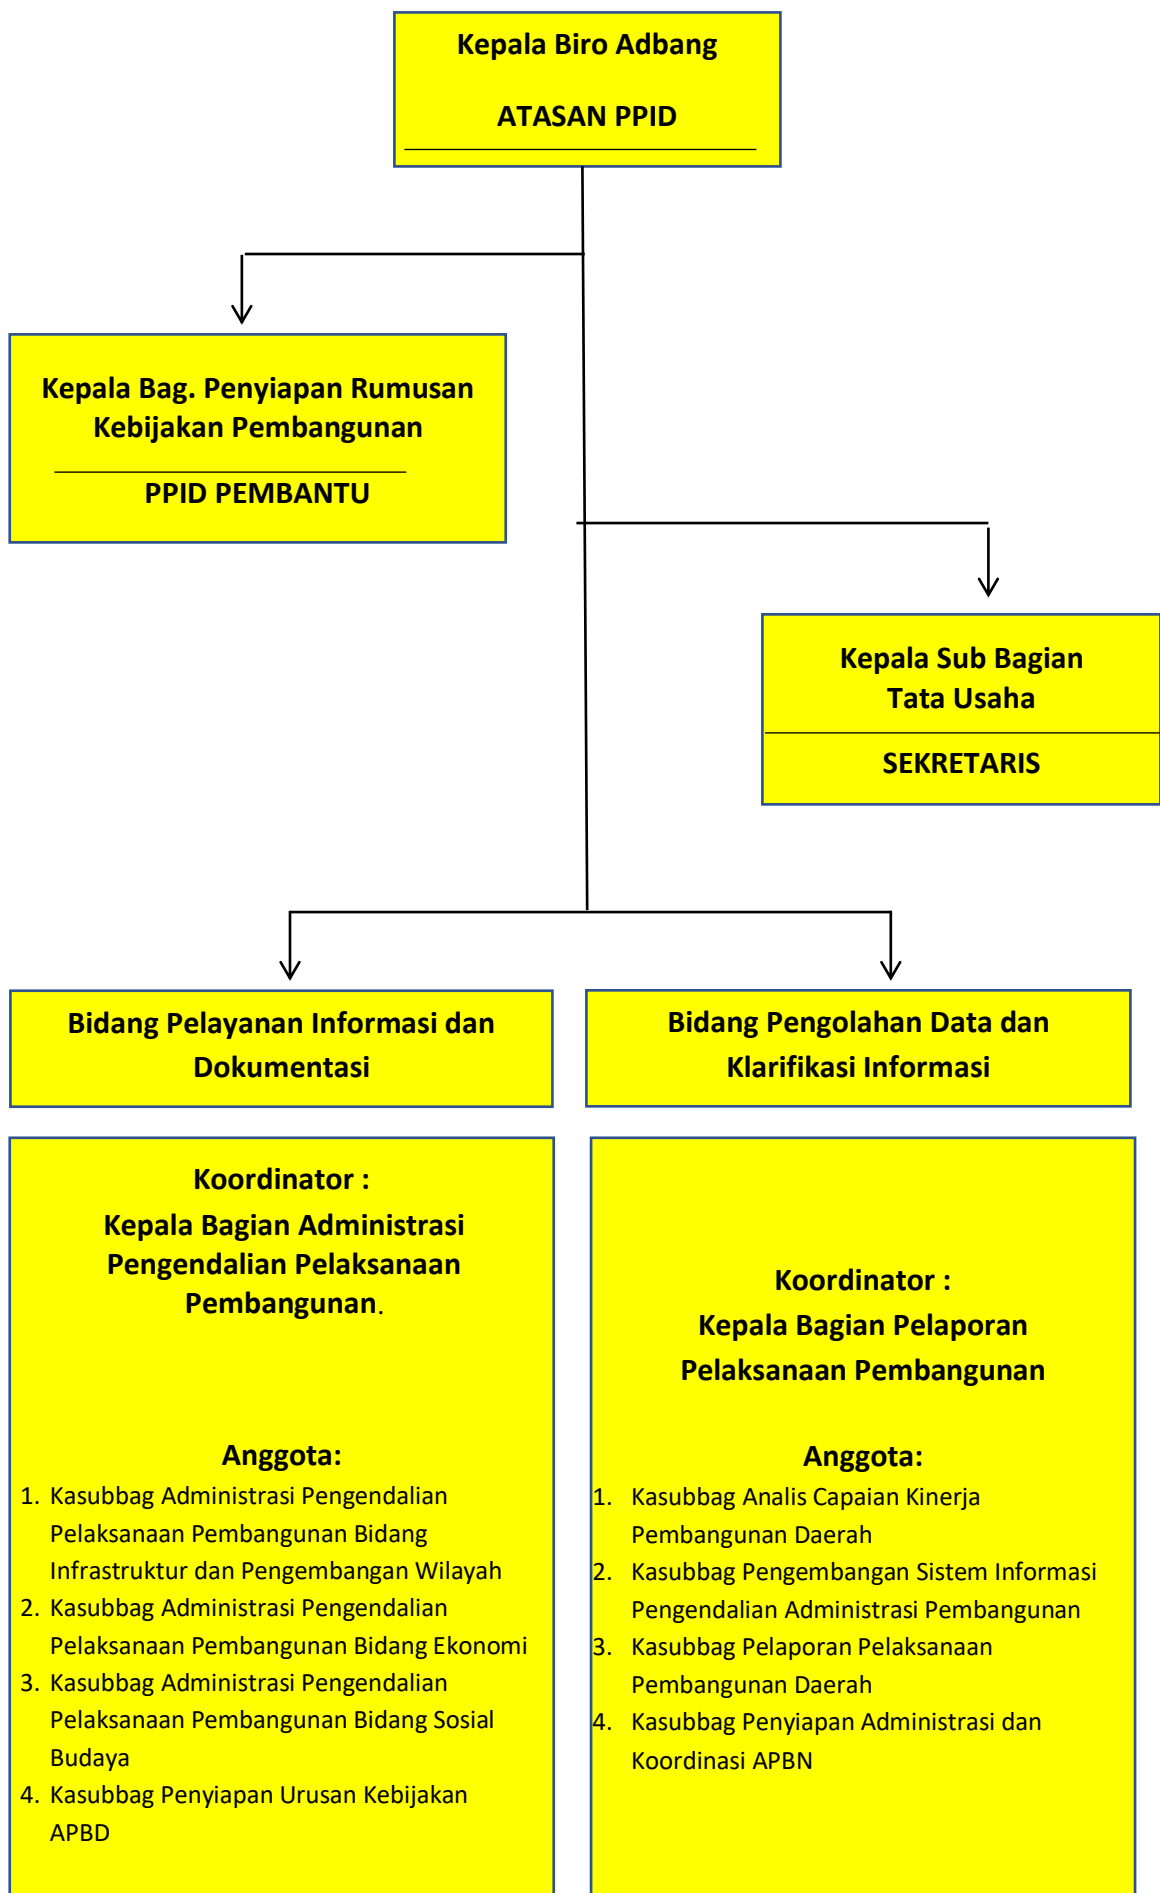 Kepala Biro Adbang
ATASAN PPID
Kepala Bag. Penyiapan Rumusan
Kebijakan Pembangunan
PPID PEMBANTU
Kepala Sub Bagian
Tata Usaha
SEKRETARIS
Bidang Pelayanan Informasi dan
Dokumentasi
Bidang Pengolahan Data dan
Klarifikasi Informasi
Koordinator :
Kepala Bagian Administrasi
Pengendalian Pelaksanaan
Pembangunan.
Anggota:
1. Kasubbag Administrasi Pengendalian
Pelaksanaan Pembangunan Bidang
Infrastruktur dan Pengembangan Wilayah
2. Kasubbag Administrasi Pengendalian
Pelaksanaan Pembangunan Bidang Ekonomi
3. Kasubbag Administrasi Pengendalian
Pelaksanaan Pembangunan Bidang Sosial
Budaya
4. Kasubbag Penyiapan Urusan Kebijakan
APBD
Koordinator :
Kepala Bagian Pelaporan
Pelaksanaan Pembangunan
Anggota:
1. Kasubbag Analis Capaian Kinerja
Pembangunan Daerah
2. Kasubbag Pengembangan Sistem Informasi
Pengendalian Administrasi Pembangunan
3. Kasubbag Pelaporan Pelaksanaan
Pembangunan Daerah
4. Kasubbag Penyiapan Administrasi dan
Koordinasi APBN